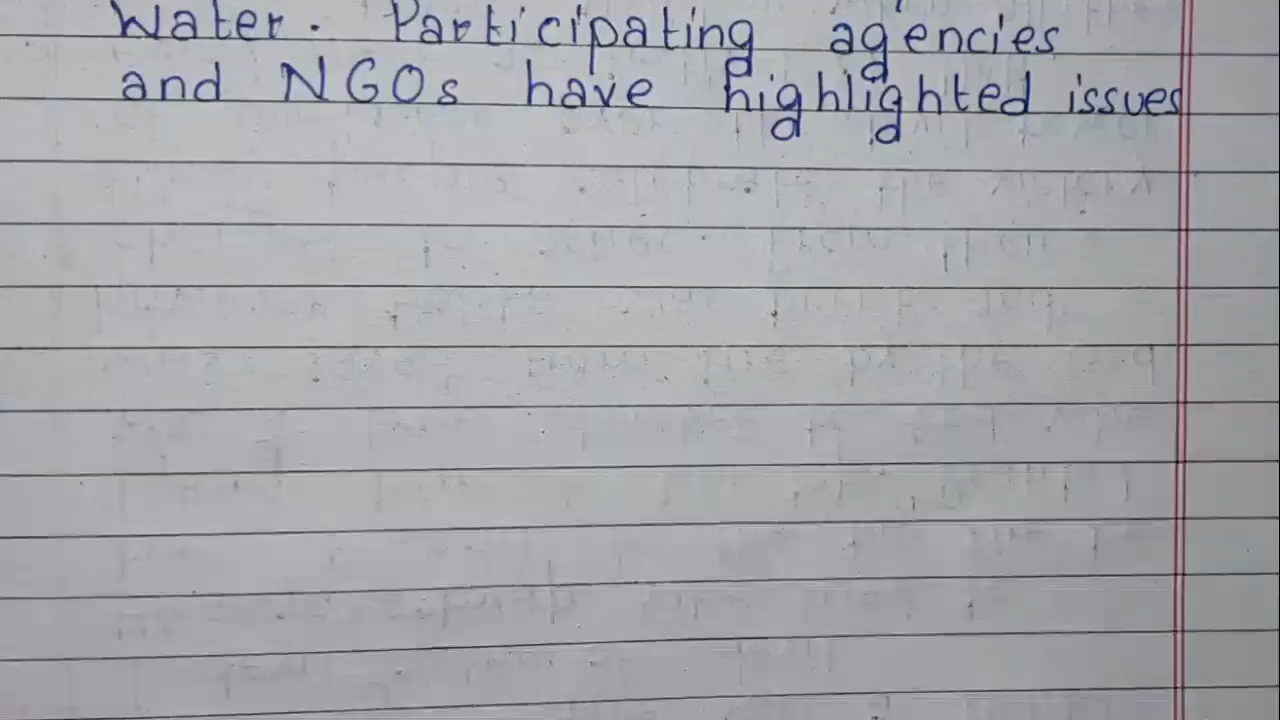 Water. Participating agencies
and NGOs have highlighted issues